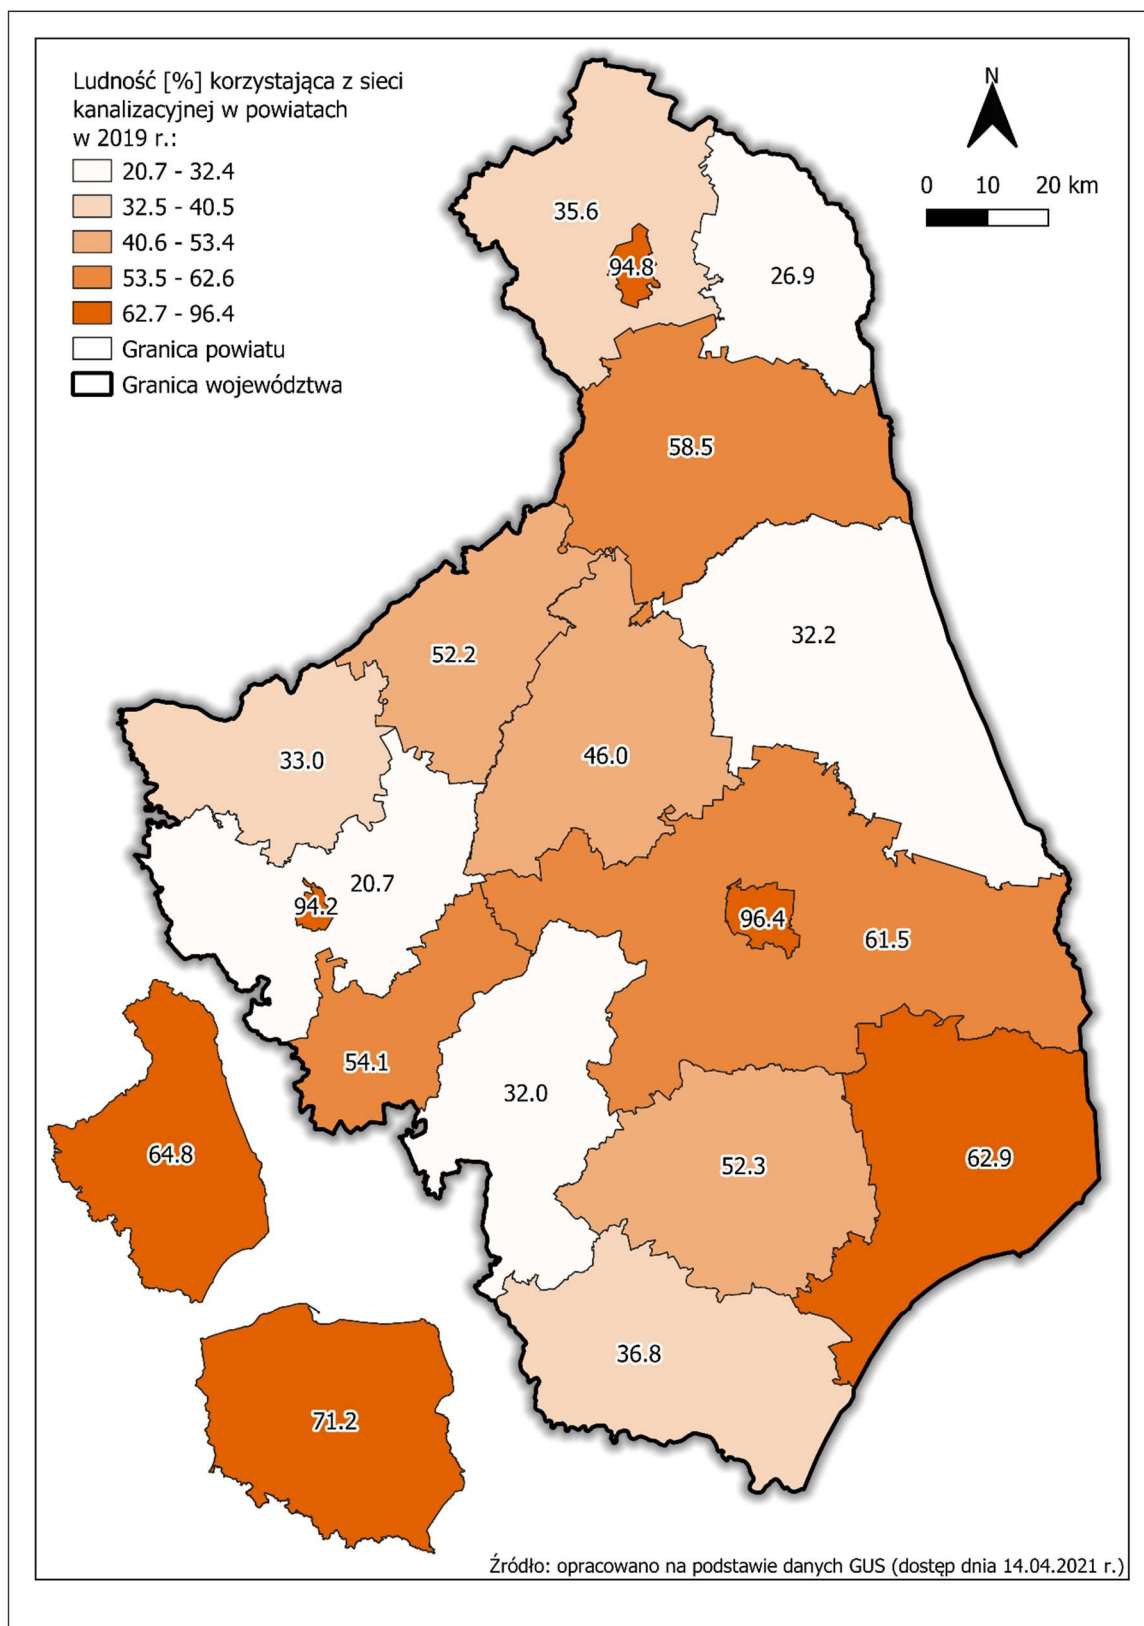 Ludność [%] korzystająca z sieci
kanalizacyjnej w powiatach
w 2019 r.:
20.7 - 32.4
32.5 - 40.5
40.6 - 53.4
53.5 - 62.6
62.7 - 96.4
Granica powiatu
Granica województwa
N
0 10 20 km
35.6
94.8
26.9
58.5
32.2
52.2
46.0
33.0
20.7
94.2
96.4
61.5
54.1
32.0
64.8
52.3
62.9
36.8
71.2
Źródło: opracowano na podstawie danych GUS (dostęp dnia 14.04.2021 r.)